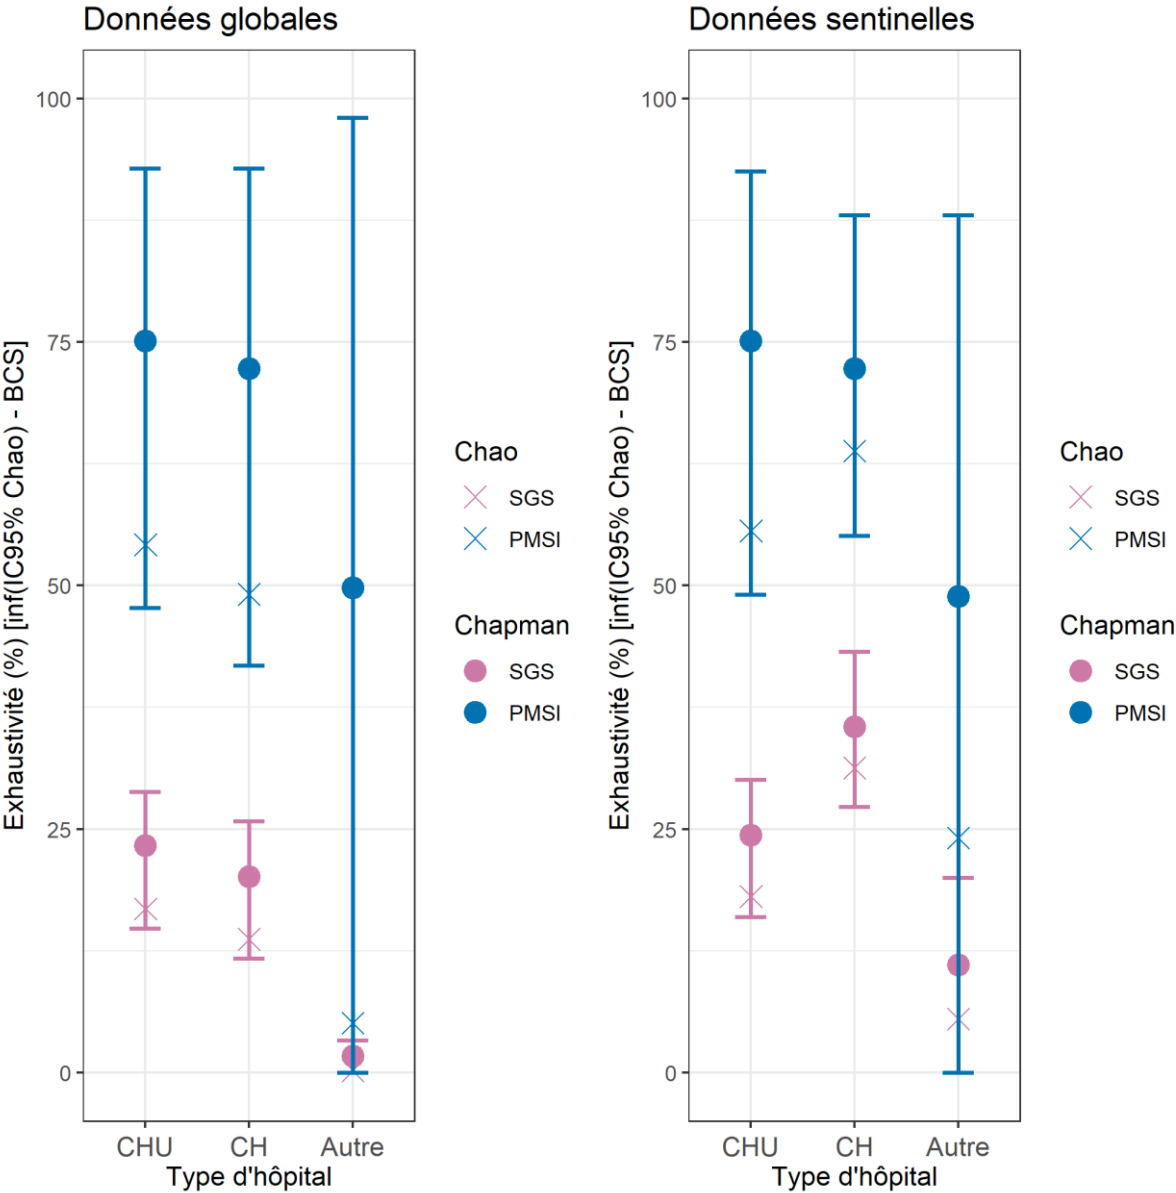 Données globales
Exhaustivité (%) [inf(IC95% Chao) - BCS]
100
75
50
25
0
CHU CH Autre
Type d'hôpital
Chao
SGS
PMSI
Chapman
SGS
PMSI
Données sentinelles
Exhaustivité (%) [inf(IC95% Chao) - BCS]
100
75
50
25
0
CHU CH Autre
Type d'hôpital
Chao
SGS
PMSI
Chapman
SGS
PMSI